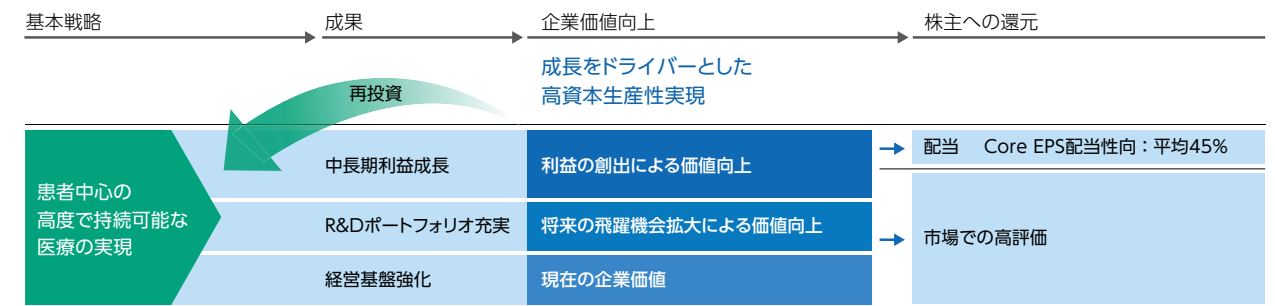 基本戦略
成果
企業価値向上
株主への還元
成長をドライバーとした
高資本生産性実現
再投資
患者中心の
高度で持続可能な
医療の実現
中長期利益成長
利益の創出による価値向上
配当 Core EPS配当性向：平均45%
R&Dポートフォリオ充実
将来の飛躍機会拡大による価値向上
市場での高評価
経営基盤強化
現在の企業価値